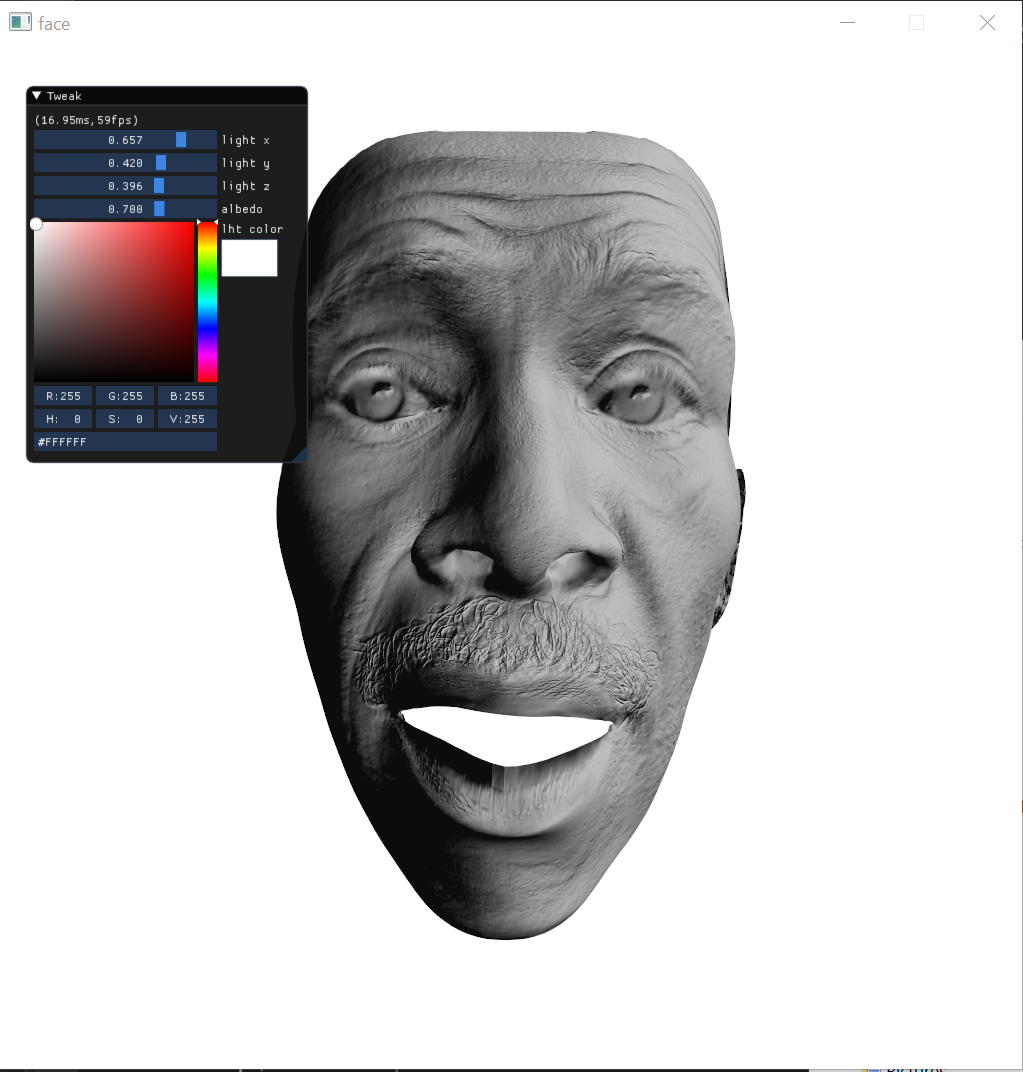 face
Tweak
(16.95ms,59fps)
0.657 light x
0.420 light y
0.396 light z
0.700 albedo
lht color
R:255 G:255 B:255
H: 0 S: 0 V:255
#FFFFFF